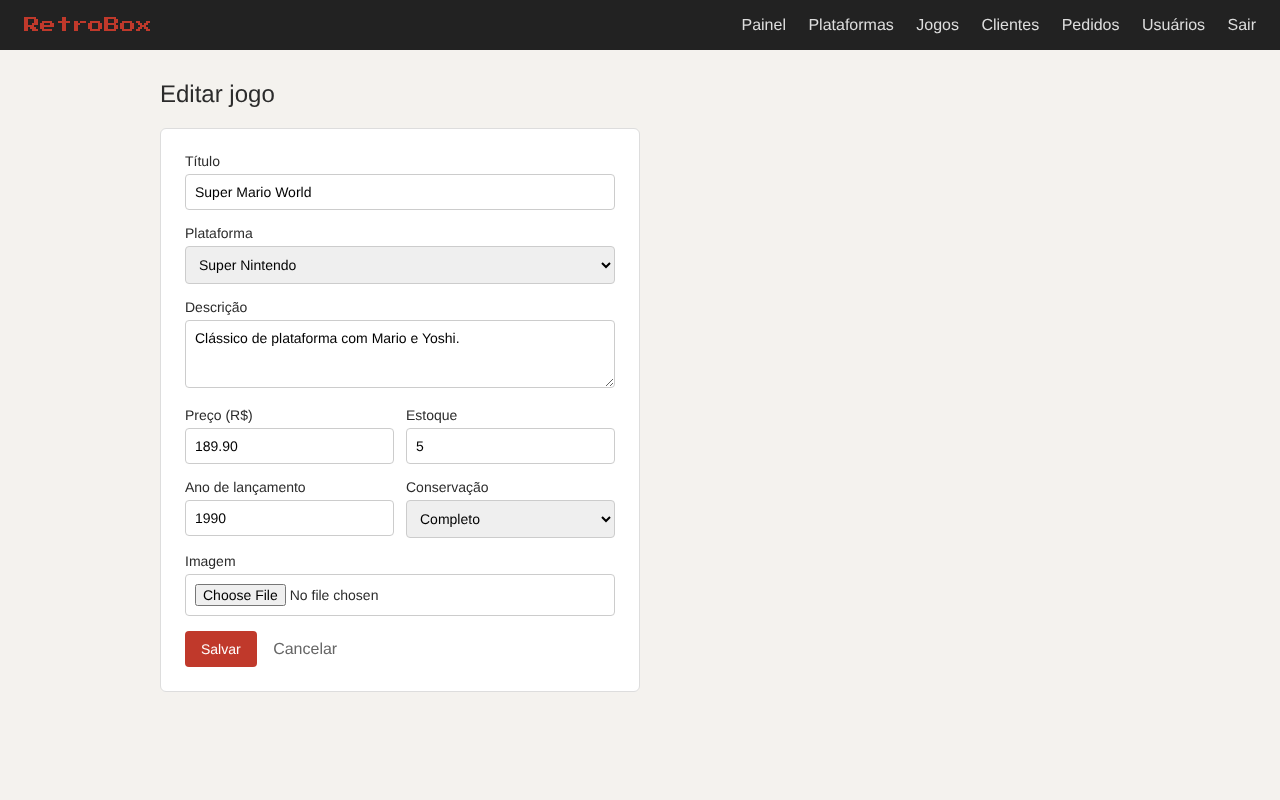 RetroBox Painel Plataformas Jogos Clientes Pedidos Usuários Sair
Editar jogo
Título
Super Mario World
Plataforma
Super Nintendo
Descrição
Clássico de plataforma com Mario e Yoshi.
Preço (R$) Estoque
189.90 5
Ano de lançamento Conservação
1990 Completo
Imagem
Choose File No file chosen
Salvar Cancelar